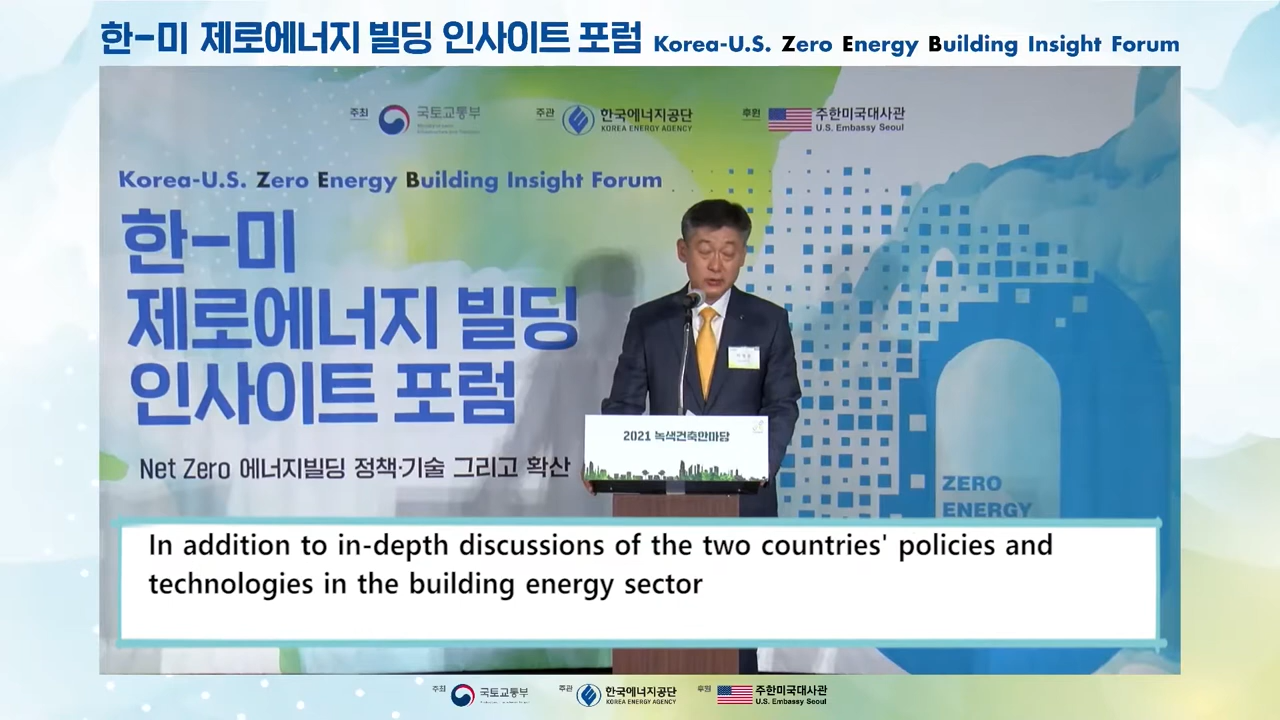 한-미 제로에너지 빌딩 인사이트 포럼 Korea-U.S. Zero Energy Building Insight Forum
주최 국토교통부 주관 한국에너지공단 KOREA ENERGY AGENCY 후원 주한미국대사관 U.S. Embassy Seoul
Korea-U.S. Zero Energy Building Insight Forum
한-미
제로에너지 빌딩
인사이트 포럼
Net Zero 에너지빌딩 정책·기술 그리고 확산
2021 녹색건축한마당
ZERO
ENERGY
In addition to in-depth discussions of the two countries' policies and
technologies in the building energy sector
주최 국토교통부 주관 한국에너지공단 KOREA ENERGY AGENCY 후원 주한미국대사관 U.S. Embassy Seoul